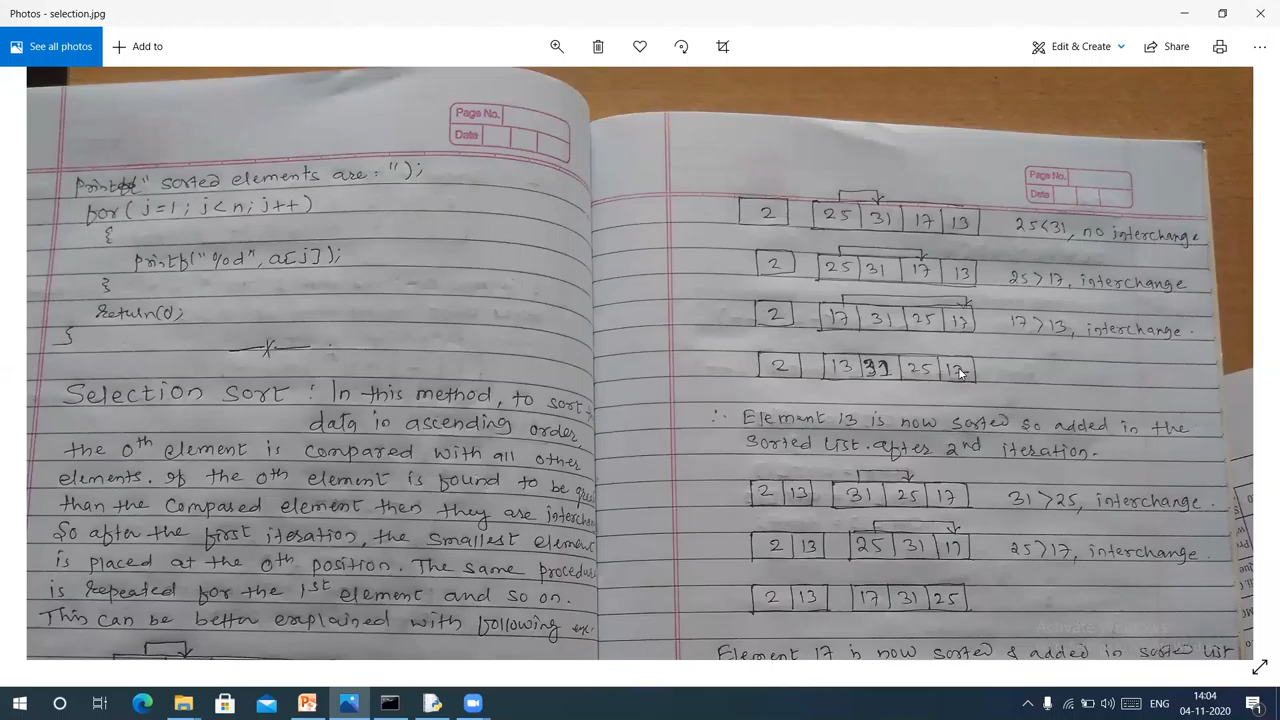 Photos - selection.jpg
See all photos
Add to
Edit & Create
Share
Page No.
Date
printf(" sorted elements are : ");
for( j=1; j<n; j++)
{
printf("%d", a[j]);
}
return();
}
Selection Sort : In this method, to sort
data in ascending order
the 0th element is compared with all other
elements. If the 0th element is found to be
than the compared element then they are
So after the first iteration, the smallest element
is placed at the 0th position. The same procedure
is repeated for the 1st element and so on.
This can be better explained with following
Page No.
Date
2 25 31 17 13 25<31, no interchange
2 25 31 17 13 25>17, interchange
2 17 31 25 13 17>13, interchange.
2 13 31 25 17
∴ Element 13 is now sorted so added in the
sorted list. after 2nd iteration.
2 13 31 25 17 31>25, interchange.
2 13 25 31 17 25>17, interchange.
2 13 17 31 25
Activate Windows
Element 17 is now sorted & added in sorted list
14:04
04-11-2020